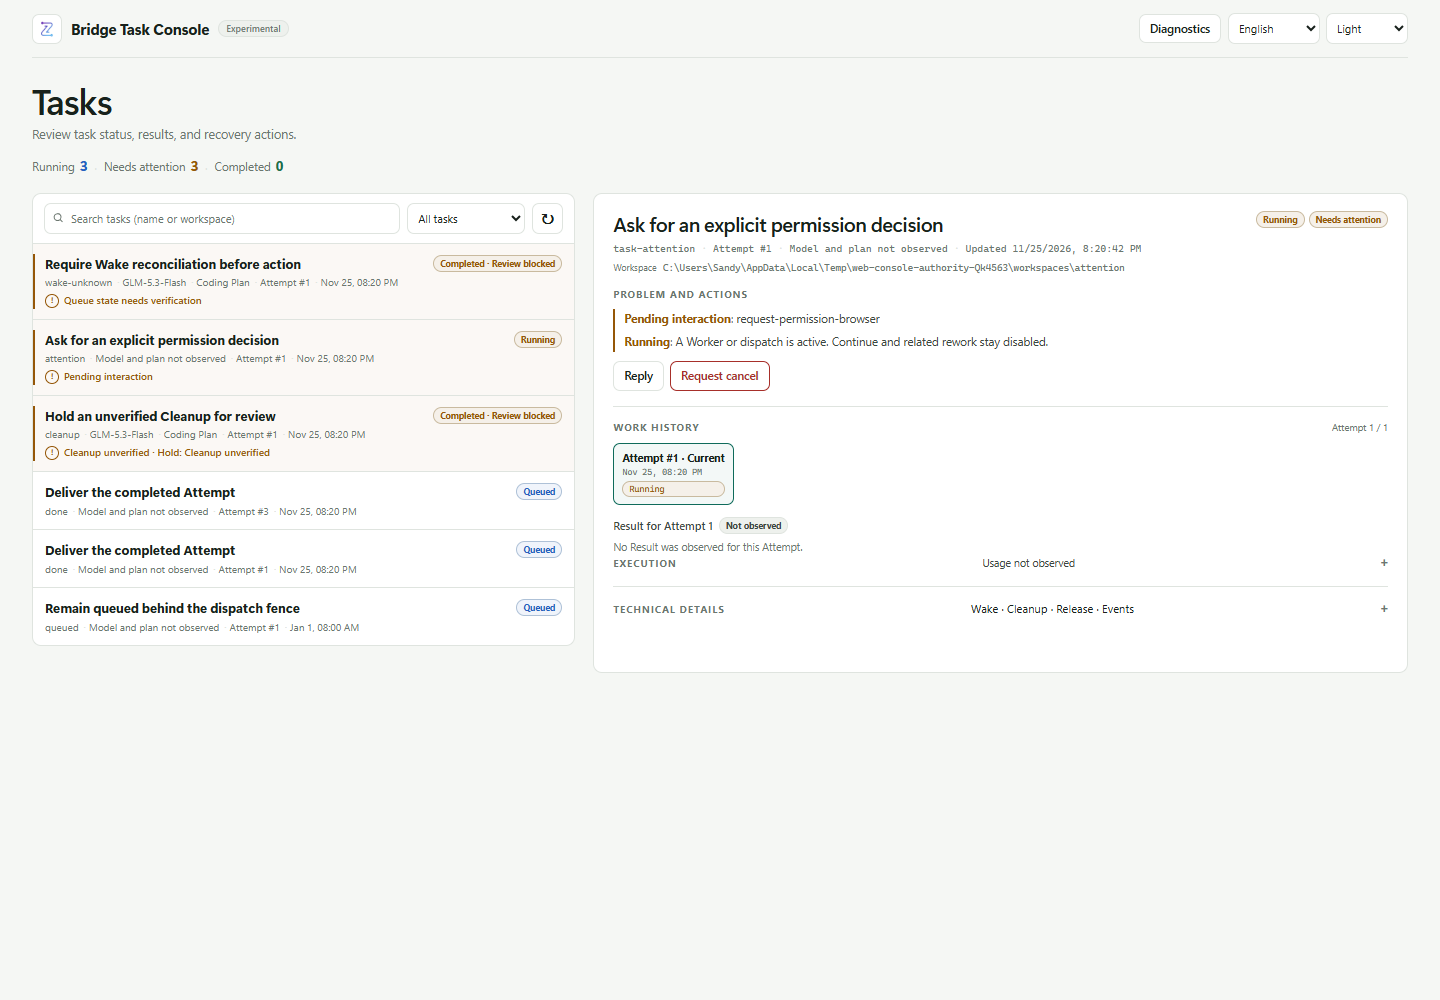 Bridge Task Console Experimental Diagnostics English Light
Tasks
Review task status, results, and recovery actions.
Running 3 · Needs attention 3 · Completed 0
Search tasks (name or workspace) All tasks ↻
Require Wake reconciliation before action Completed · Review blocked
wake-unknown · GLM-5.3-Flash · Coding Plan · Attempt #1 · Nov 25, 08:20 PM
! Queue state needs verification
Ask for an explicit permission decision Running
attention · Model and plan not observed · Attempt #1 · Nov 25, 08:20 PM
! Pending interaction
Hold an unverified Cleanup for review Completed · Review blocked
cleanup · GLM-5.3-Flash · Coding Plan · Attempt #1 · Nov 25, 08:20 PM
! Cleanup unverified · Hold: Cleanup unverified
Deliver the completed Attempt Queued
done · Model and plan not observed · Attempt #3 · Nov 25, 08:20 PM
Deliver the completed Attempt Queued
done · Model and plan not observed · Attempt #1 · Nov 25, 08:20 PM
Remain queued behind the dispatch fence Queued
queued · Model and plan not observed · Attempt #1 · Jan 1, 08:00 AM
Ask for an explicit permission decision Running Needs attention
task-attention · Attempt #1 · Model and plan not observed · Updated 11/25/2026, 8:20:42 PM
Workspace C:\Users\Sandy\AppData\Local\Temp\web-console-authority-Qk4563\workspaces\attention
PROBLEM AND ACTIONS
Pending interaction: request-permission-browser
Running: A Worker or dispatch is active. Continue and related rework stay disabled.
Reply Request cancel
WORK HISTORY Attempt 1 / 1
Attempt #1 · Current
Nov 25, 08:20 PM
Running
Result for Attempt 1 Not observed
No Result was observed for this Attempt.
EXECUTION Usage not observed +
TECHNICAL DETAILS Wake · Cleanup · Release · Events +